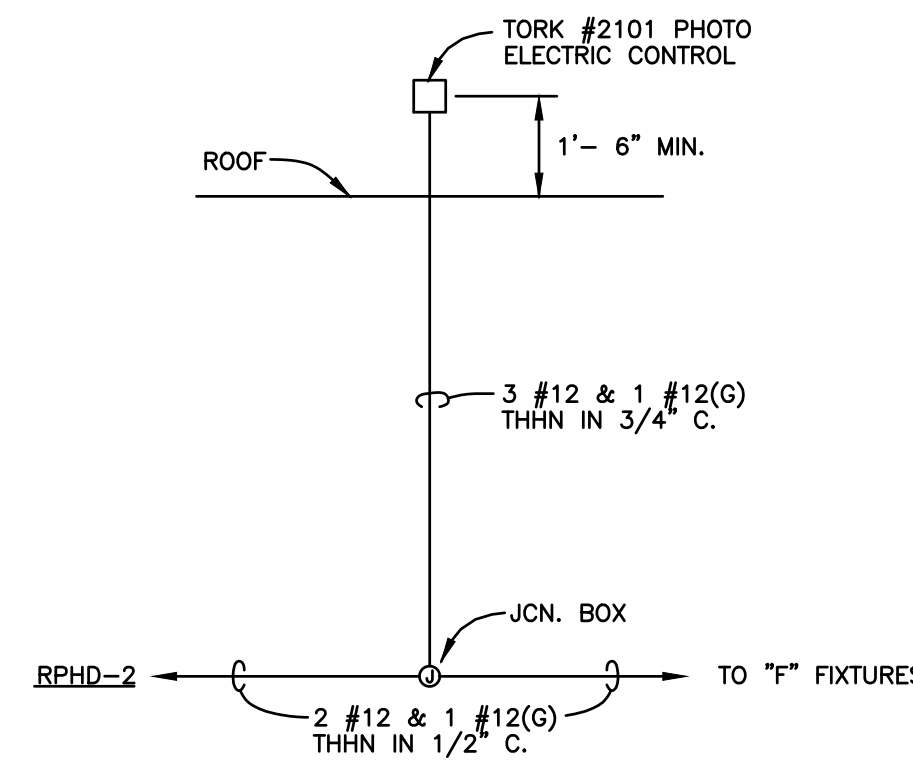 TORK #2101 PHOTO
ELECTRIC CONTROL
1'- 6" MIN.
ROOF
3 #12 & 1 #12(G)
THHN IN 3/4" C.
JCN. BOX
J
RPHD-2
TO "F" FIXTURES
2 #12 & 1 #12(G)
THHN IN 1/2" C.